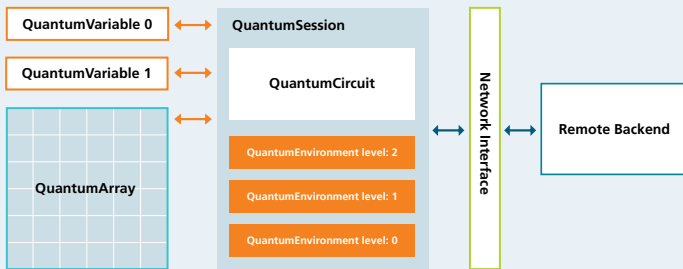 QuantumVariable 0
QuantumVariable 1
QuantumArray
QuantumSession
QuantumCircuit
QuantumEnvironment level: 2
QuantumEnvironment level: 1
QuantumEnvironment level: 0
Network Interface
Remote Backend